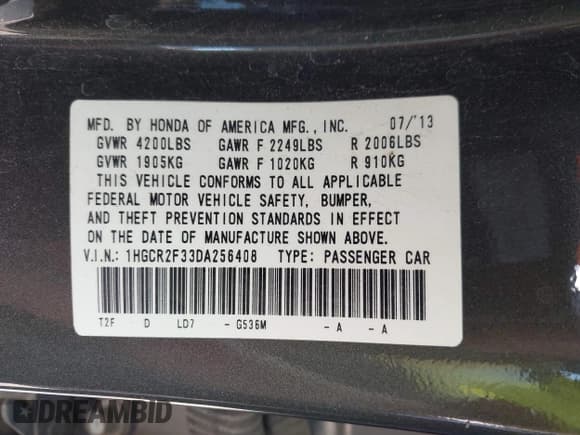 MFD. BY HONDA OF AMERICA MFG., INC. 07/'13
GVWR 4200LBS GAWR F 2249LBS R 2006LBS
GVWR 1905KG GAWR F 1020KG R 910KG
THIS VEHICLE CONFORMS TO ALL APPLICABLE
FEDERAL MOTOR VEHICLE SAFETY, BUMPER,
AND THEFT PREVENTION STANDARDS IN EFFECT
ON THE DATE OF MANUFACTURE SHOWN ABOVE.
V.I.N.: 1HGCR2F33DA256408 TYPE: PASSENGER CAR
T2F D LD7 - G536M - A - A
DREAMBID